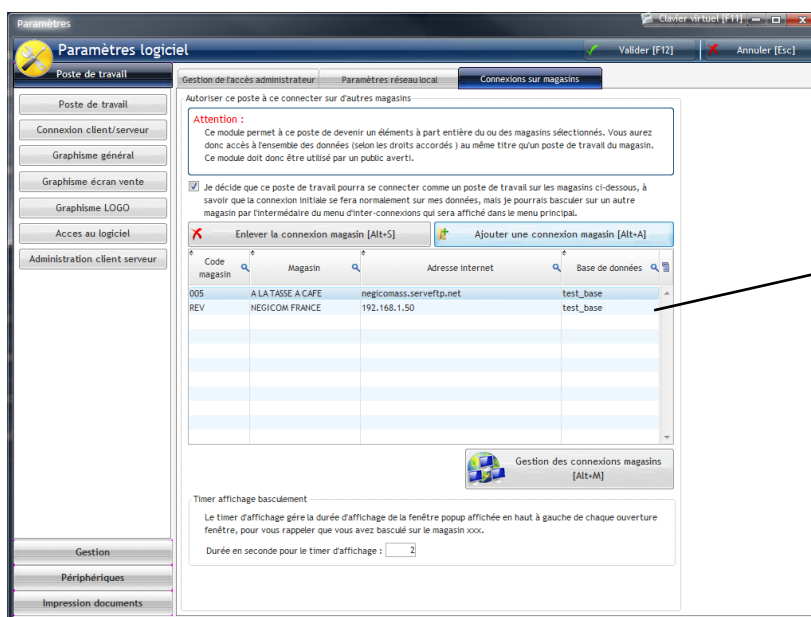 Paramètres
Clavier virtuel [F11]
Paramètres logiciel
Valider [F12]
Annuler [Esc]
Poste de travail
Gestion de l'accès administrateur
Paramètres réseau local
Connexions sur magasins
Poste de travail
Connexion client/serveur
Graphisme général
Graphisme écran vente
Graphisme LOGO
Acces au logiciel
Administration client serveur
Autoriser ce poste à ce connecter sur d'autres magasins
Attention :
Ce module permet à ce poste de devenir un éléments à part entière du ou des magasins sélectionnés. Vous aurez
donc accès à l'ensemble des données (selon les droits accordés ) au même titre qu'un poste de travail du magasin.
Ce module doit donc être utilisé par un public averti.
Je décide que ce poste de travail pourra se connecter comme un poste de travail sur les magasins ci-dessous, à
savoir que la connexion initiale se fera normalement sur mes données, mais je pourrais basculer sur un autre
magasin par l'intermédaire du menu d'inter-connexions qui sera affiché dans le menu principal.
Enlever la connexion magasin [Alt+S]
Ajouter une connexion magasin [Alt+A]
Code magasin Magasin Adresse internet Base de données
005 A LA TASSE A CAFE negicomass.serveftp.net test_base
REV NEGICOM FRANCE 192.168.1.50 test_base
Gestion des connexions magasins
[Alt+M]
Timer affichage basculement
Le timer d'affichage gére la durée d'affichage de la fenêtre popup affichée en haut à gauche de chaque ouverture
fenêtre, pour vous rappeler que vous avez basculé sur le magasin xxx.
Durée en seconde pour le timer d'affichage : 2
Gestion
Périphériques
Impression documents